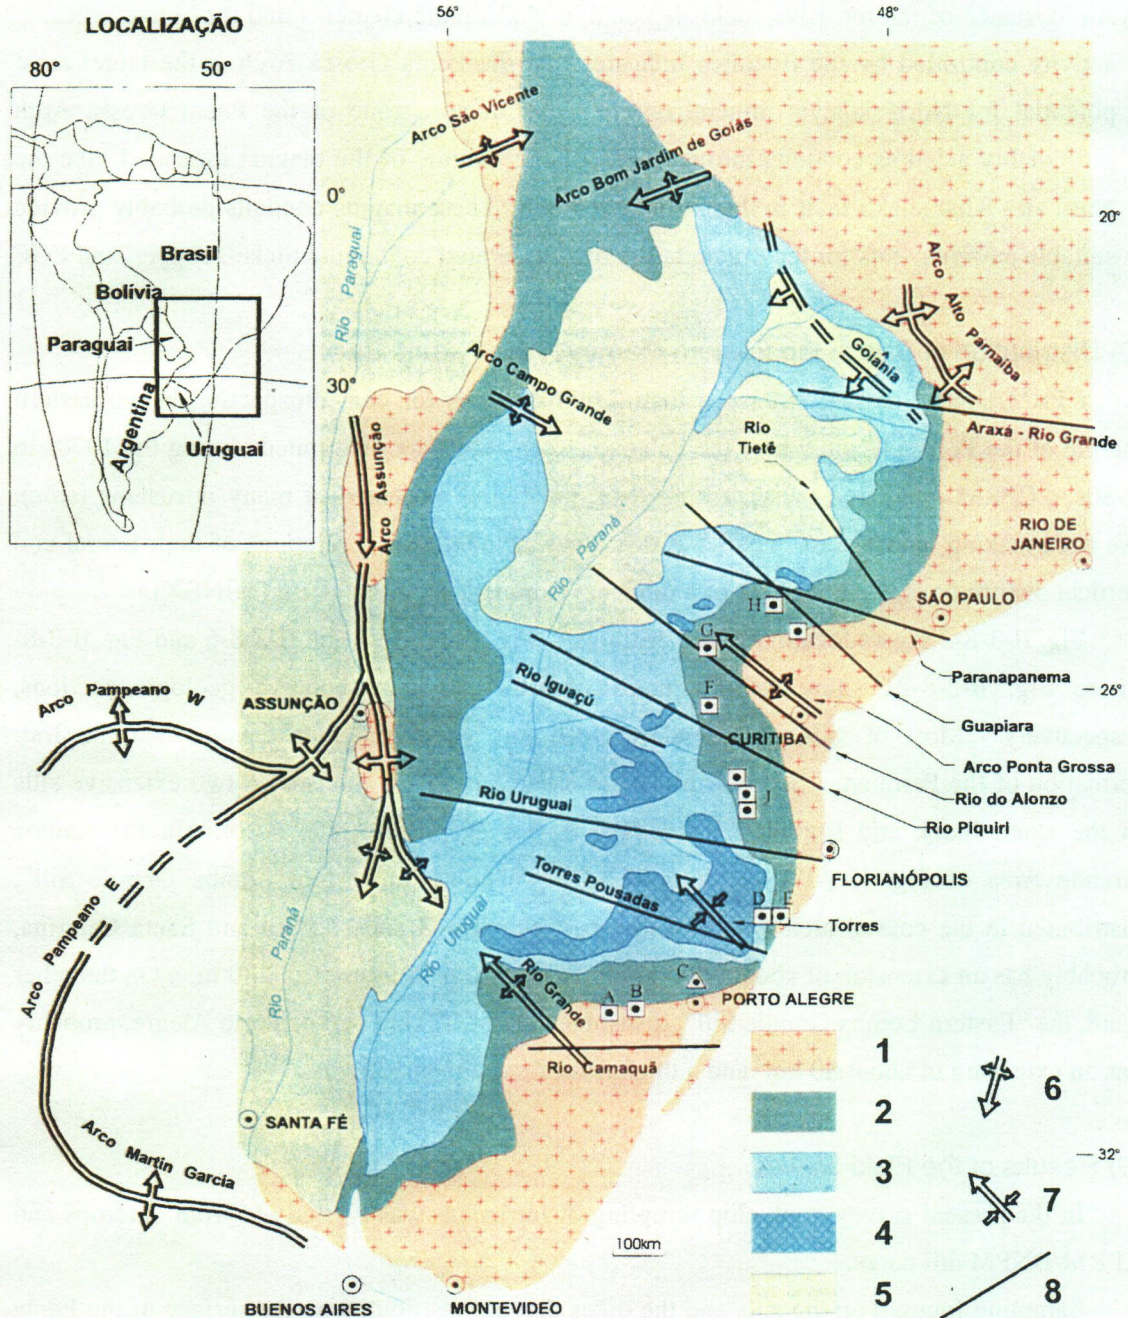 LOCALIZAÇÃO
80°
50°
56°
48°
0°
30°
20°
26°
32°
Brasil
Bolívia
Paraguai
Argentina
Uruguai
Arco São Vicente
Arco Bom Jardim de Goiás
Rio Paraguai
Arco Campo Grande
Arco Assunção
Arco Alto Parnaíba
Goiania
Araxá - Rio Grande
RIo
Tietê
Rio Paraná
RIO DE
JANEIRO
SÃO PAULO
H
I
G
F
Paranapanema
Guapiara
Arco Ponta Grossa
Rio do Alonzo
Rio Piquiri
Rio Iguaçú
CURITIBA
Arco Pampeano W
ASSUNÇÃO
J
Rio Uruguai
FLORIANÓPOLIS
Torres Pousadas
D
E
Torres
Arco Pampeano E
Rio Paraná
Rio Uruguai
Rio Grande
A
B
C
PORTO ALEGRE
Rio Camaquã
SANTA FÉ
Arco Martin Garcia
BUENOS AIRES
MONTEVIDEO
100km
1
2
3
4
5
6
7
8